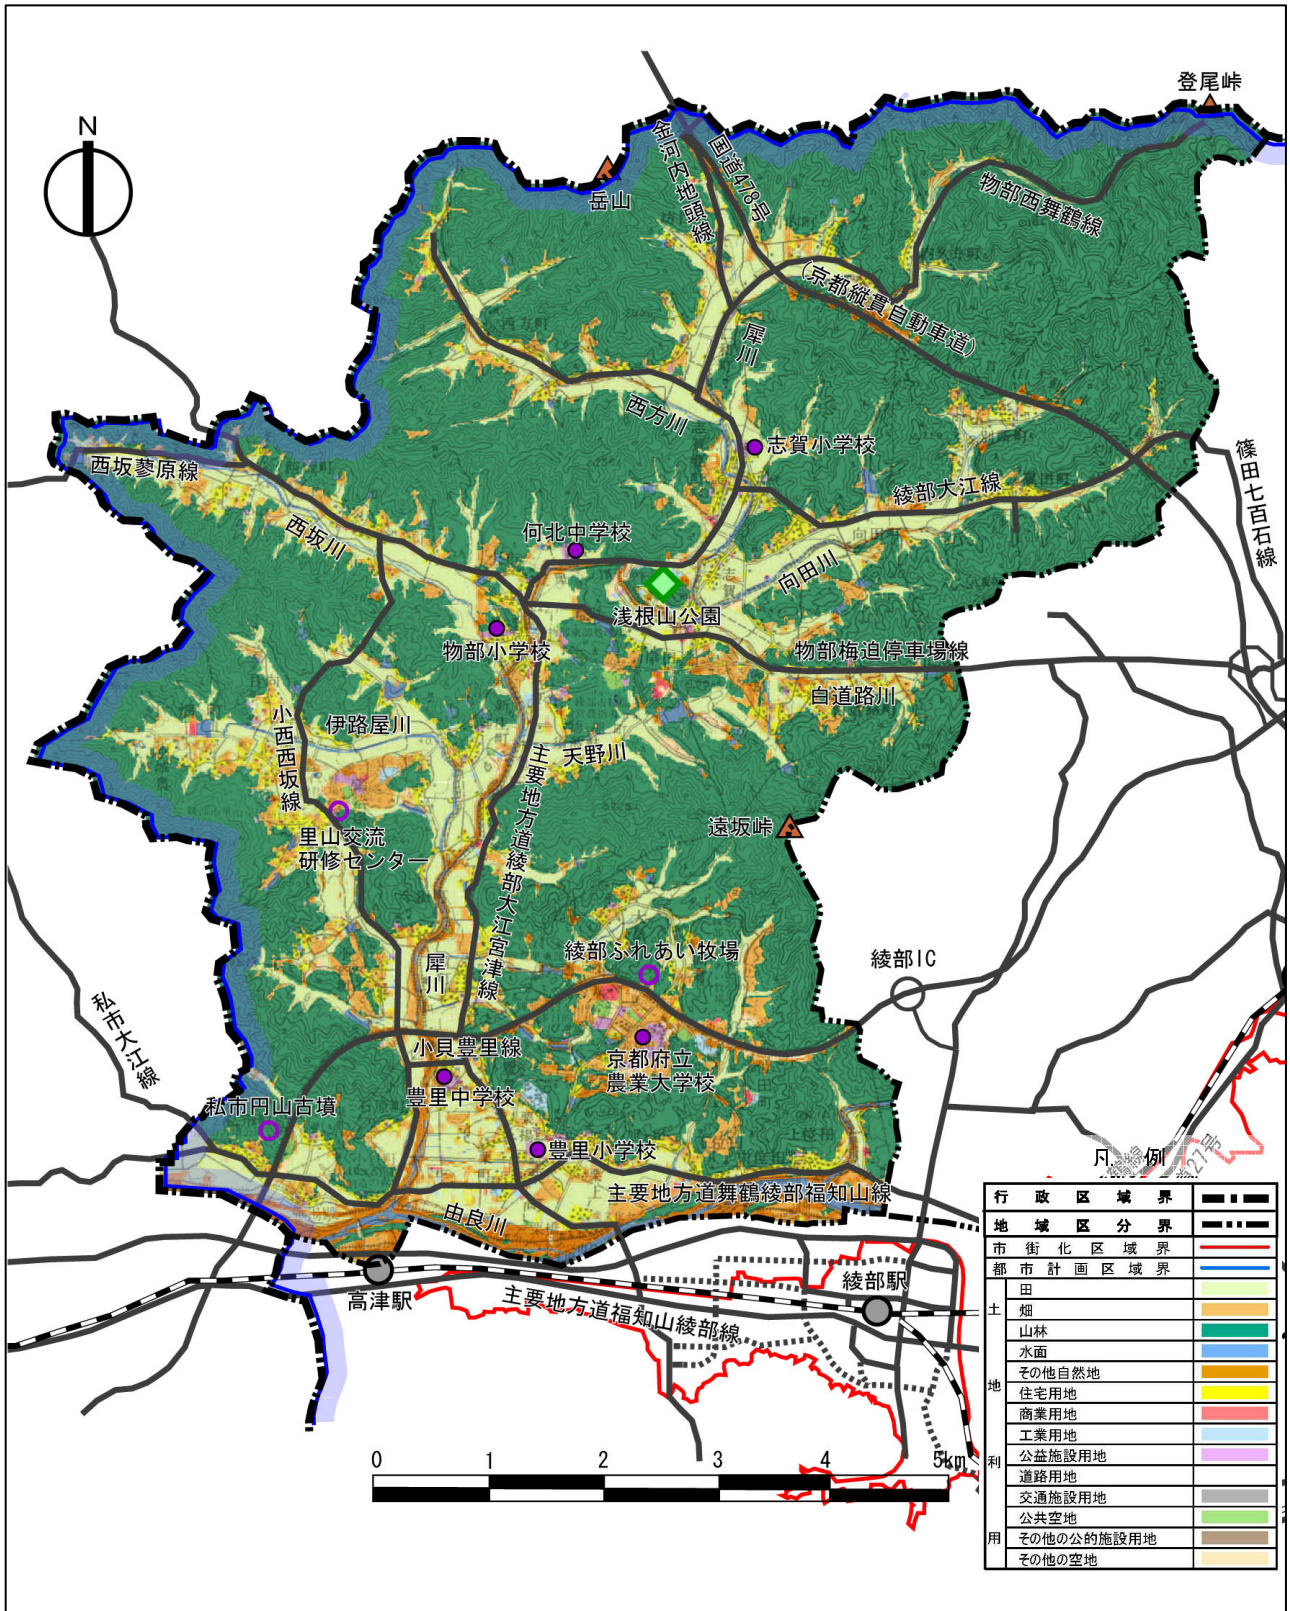 登尾峠
N
岳山
金河内地頭線
国道478号
物部西舞鶴線
(京都縦貫自動車道)
犀川
西方川
志賀小学校
西坂蓼原線
綾部大江線
篠田七百石線
西坂川
何北中学校
向田川
浅根山公園
物部小学校
物部梅迫停車場線
白道路川
小西西坂線
伊路屋川
天野川
主要地方道綾部大江宮津線
遠坂峠
里山交流
研修センター
綾部ふれあい牧場
綾部IC
犀川
私市大江線
小貝豊里線
京都府立
農業大学校
豊里中学校
私市円山古墳
豊里小学校
主要地方道舞鶴綾部福知山線
由良川
高津駅
主要地方道福知山綾部線
綾部駅
0 1 2 3 4 5km
凡 例
行政区域界
地域区分界
市街化区域界
都市計画区域界
土地利用
田
畑
山林
水面
その他自然地
住宅用地
商業用地
工業用地
公益施設用地
道路用地
交通施設用地
公共空地
その他の公的施設用地
その他の空地